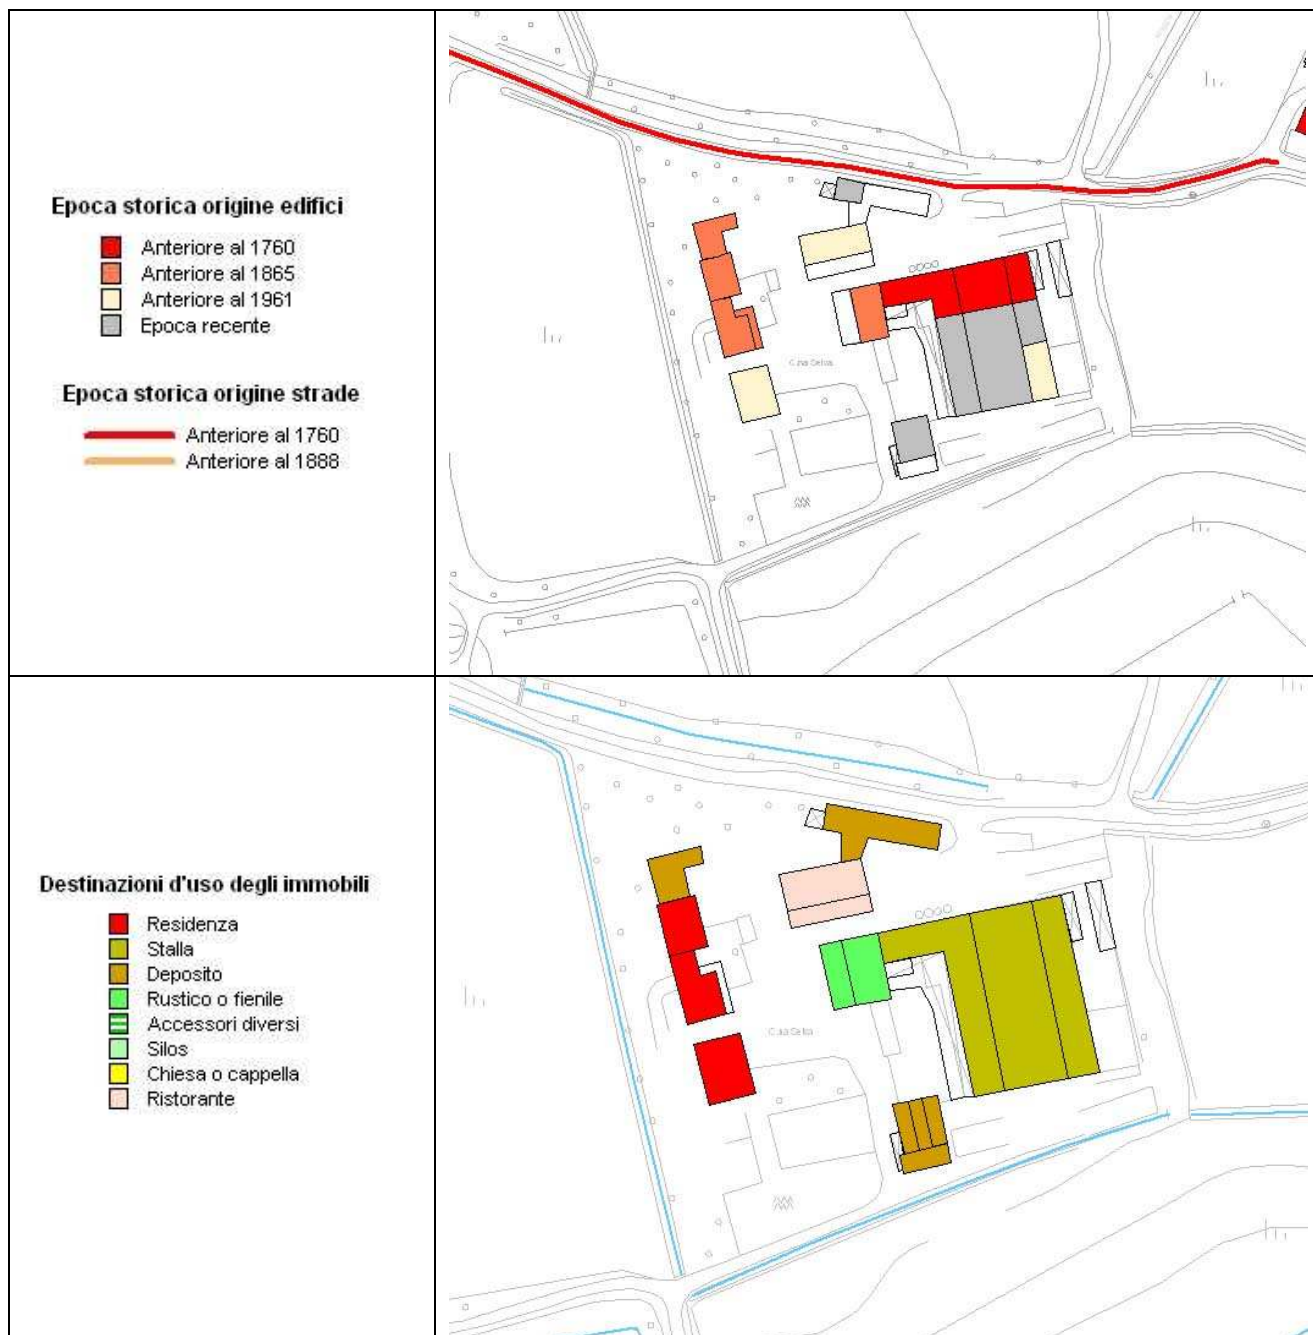 Epoca storica origine edifici
Anteriore al 1760
Anteriore al 1865
Anteriore al 1961
Epoca recente
Epoca storica origine strade
Anteriore al 1760
Anteriore al 1888
Destinazioni d'uso degli immobili
Residenza
Stalla
Deposito
Rustico o fienile
Accessori diversi
Silos
Chiesa o cappella
Ristorante